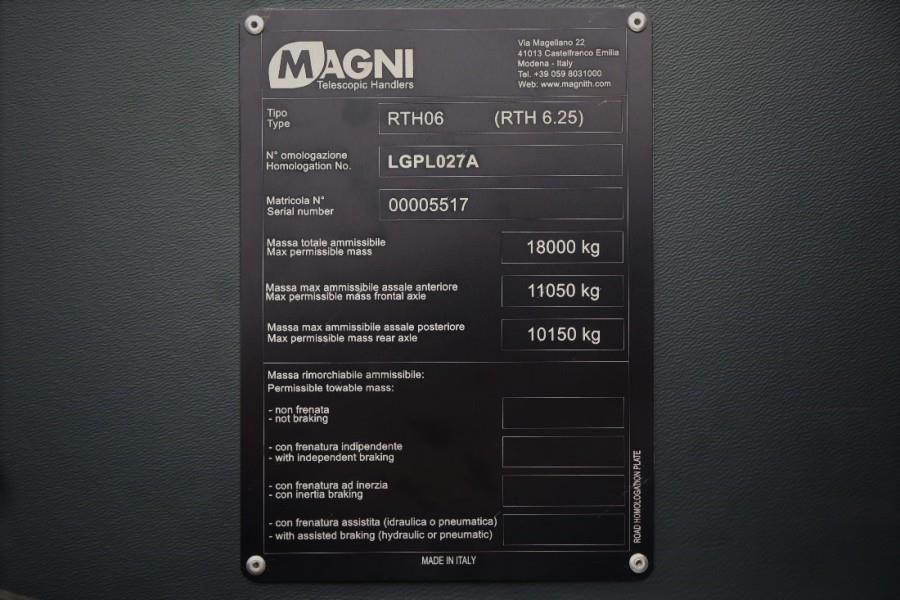 MAGNI
Telescopic Handlers
Via Magellano 22
41013 Castelfranco Emilia
Modena - Italy
Tel. +39 059 8031000
Web: www.magnith.com
Tipo
Type
RTH06 (RTH 6.25)
N° omologazione
Homologation No.
LGPL027A
Matricola N°
Serial number
00005517
Massa totale ammissibile
Max permissible mass
18000 kg
Massa max ammissibile assale anteriore
Max permissible mass frontal axle
11050 kg
Massa max ammissibile assale posteriore
Max permissible mass rear axle
10150 kg
Massa rimorchiabile ammissibile:
Permissible towable mass:
- non frenata
- not braking
- con frenatura indipendente
- with independent braking
- con frenatura ad inerzia
- con inertia braking
- con frenatura assistita (idraulica o pneumatica)
- with assisted braking (hydraulic or pneumatic)
ROAD HOMOLOGATION PLATE
MADE IN ITALY